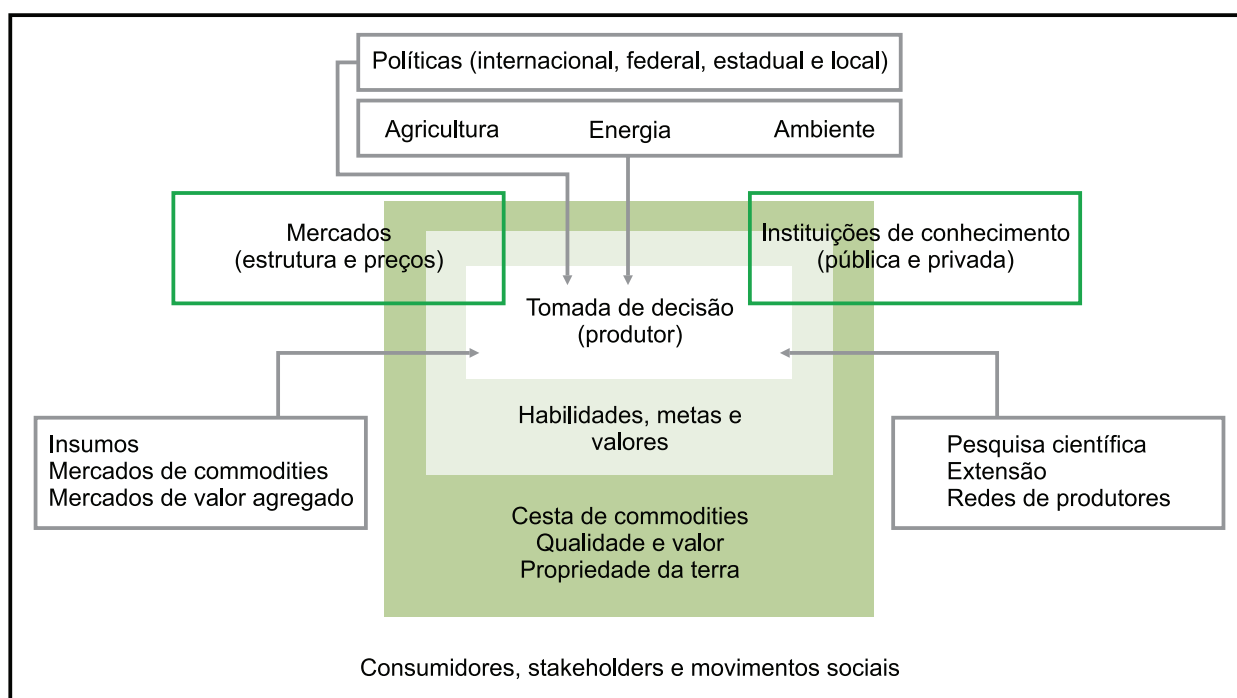 Políticas (internacional, federal, estadual e local)
Agricultura Energia Ambiente
Mercados
(estrutura e preços)
Instituições de conhecimento
(pública e privada)
Tomada de decisão
(produtor)
Habilidades, metas e
valores
Insumos
Mercados de commodities
Mercados de valor agregado
Pesquisa científica
Extensão
Redes de produtores
Cesta de commodities
Qualidade e valor
Propriedade da terra
Consumidores, stakeholders e movimentos sociais